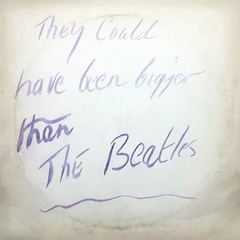 They Could
have been bigger
than
The Beatles